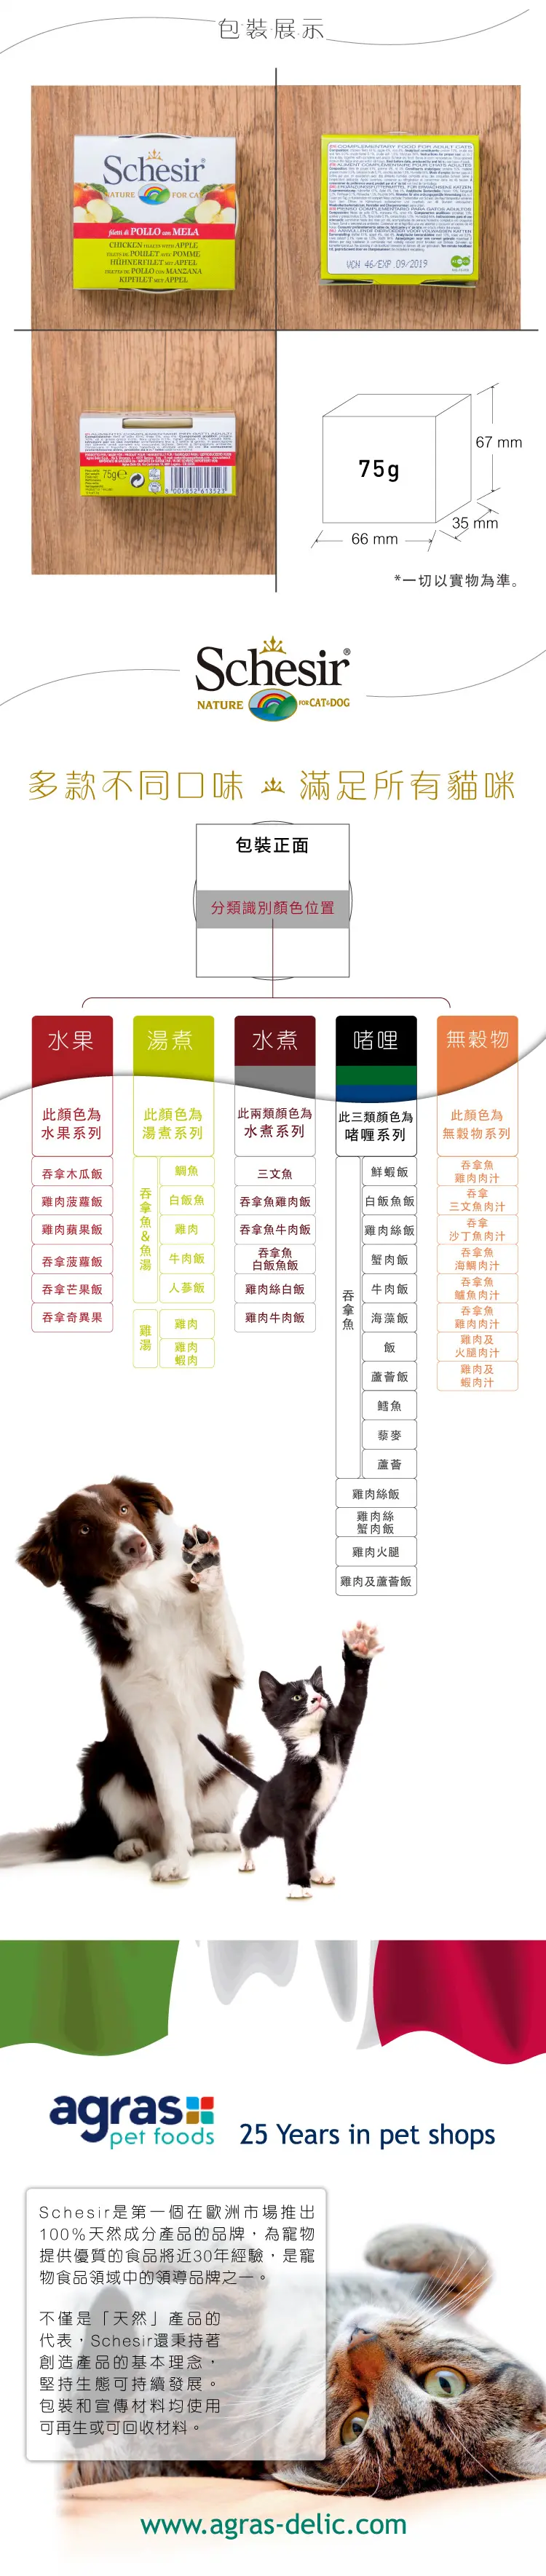 包裝展示
Schesir®
NATURE FOR CAT
filetti di POLLO con MELA
CHICKEN FILLETS WITH APPLE
FILETS DE POULET AVEC POMME
HÜHNERFILET MIT APFEL
FILETES DE POLLO CON MANZANA
KIPFILET MET APPEL
COMPLEMENTARY FOOD FOR ADULT CATS
46/EXP.09/2019
75g
75g
67 mm
35 mm
66 mm
*一切以實物為準。
Schesir®
NATURE FOR CAT&DOG
多款不同口味 滿足所有貓咪
包裝正面
分類識別顏色位置
水果
湯煮
水煮
啫哩
無穀物
此顏色為
水果系列
此顏色為
湯煮系列
此兩類顏色為
水煮系列
此三類顏色為
啫喱系列
此顏色為
無穀物系列
吞拿木瓜飯
雞肉菠蘿飯
雞肉蘋果飯
吞拿菠蘿飯
吞拿芒果飯
吞拿奇異果
吞拿魚&魚湯
鯛魚
白飯魚
雞肉
牛肉飯
人蔘飯
雞湯
雞肉
雞肉
蝦肉
三文魚
吞拿魚雞肉飯
吞拿魚牛肉飯
吞拿魚
白飯魚飯
雞肉絲白飯
雞肉牛肉飯
吞拿魚
鮮蝦飯
白飯魚飯
雞肉絲飯
蟹肉飯
牛肉飯
海藻飯
飯
蘆薈飯
鱈魚
藜麥
蘆薈
雞肉絲飯
雞肉絲
蟹肉飯
雞肉火腿
雞肉及蘆薈飯
吞拿魚
雞肉肉汁
吞拿
三文魚肉汁
吞拿
沙丁魚肉汁
吞拿魚
海鯛肉汁
吞拿魚
鱸魚肉汁
吞拿魚
雞肉肉汁
雞肉及
火腿肉汁
雞肉及
蝦肉汁
agras
pet foods
25 Years in pet shops
Schesir是第一個在歐洲市場推出
100%天然成分產品的品牌，為寵物
提供優質的食品將近30年經驗，是寵
物食品領域中的領導品牌之一。
不僅是「天然」產品的
代表，Schesir還秉持著
創造產品的基本理念，
堅持生態可持續發展。
包裝和宣傳材料均使用
可再生或可回收材料。
www.agras-delic.com